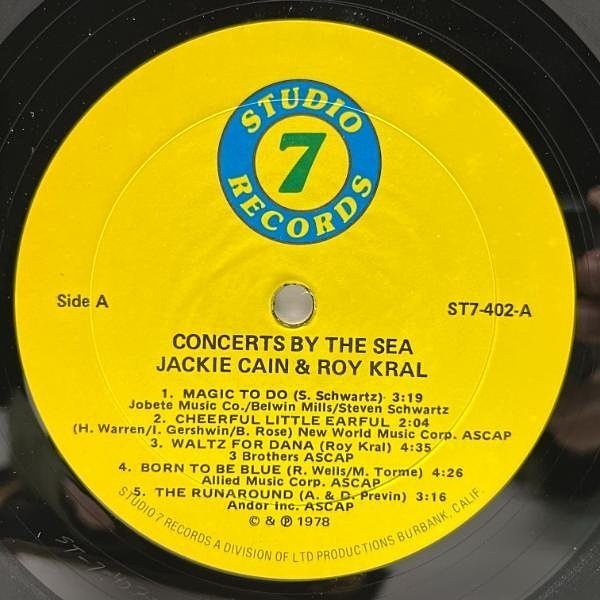 STUDIO
7
RECORDS
Side A
ST7-402-A
CONCERTS BY THE SEA
JACKIE CAIN & ROY KRAL
1. MAGIC TO DO (S. Schwartz) 3:19
Jobete Music Co./Belwin Mills/Steven Schwartz
2. CHEERFUL LITTLE EARFUL 2:04
(H. Warren/I. Gershwin/B. Rose) New World Music Corp. ASCAP
3. WALTZ FOR DANA (Roy Kral) 4:35
3 Brothers ASCAP
4. BORN TO BE BLUE (R. Wells/M. Torme) 4:26
Allied Music Corp. ASCAP
5. THE RUNAROUND (A. & D. Previn) 3:16
Andor Inc. ASCAP
© & ℗ 1978
STUDIO 7 RECORDS A DIVISION OF LTD PRODUCTIONS BURBANK, CALIF.